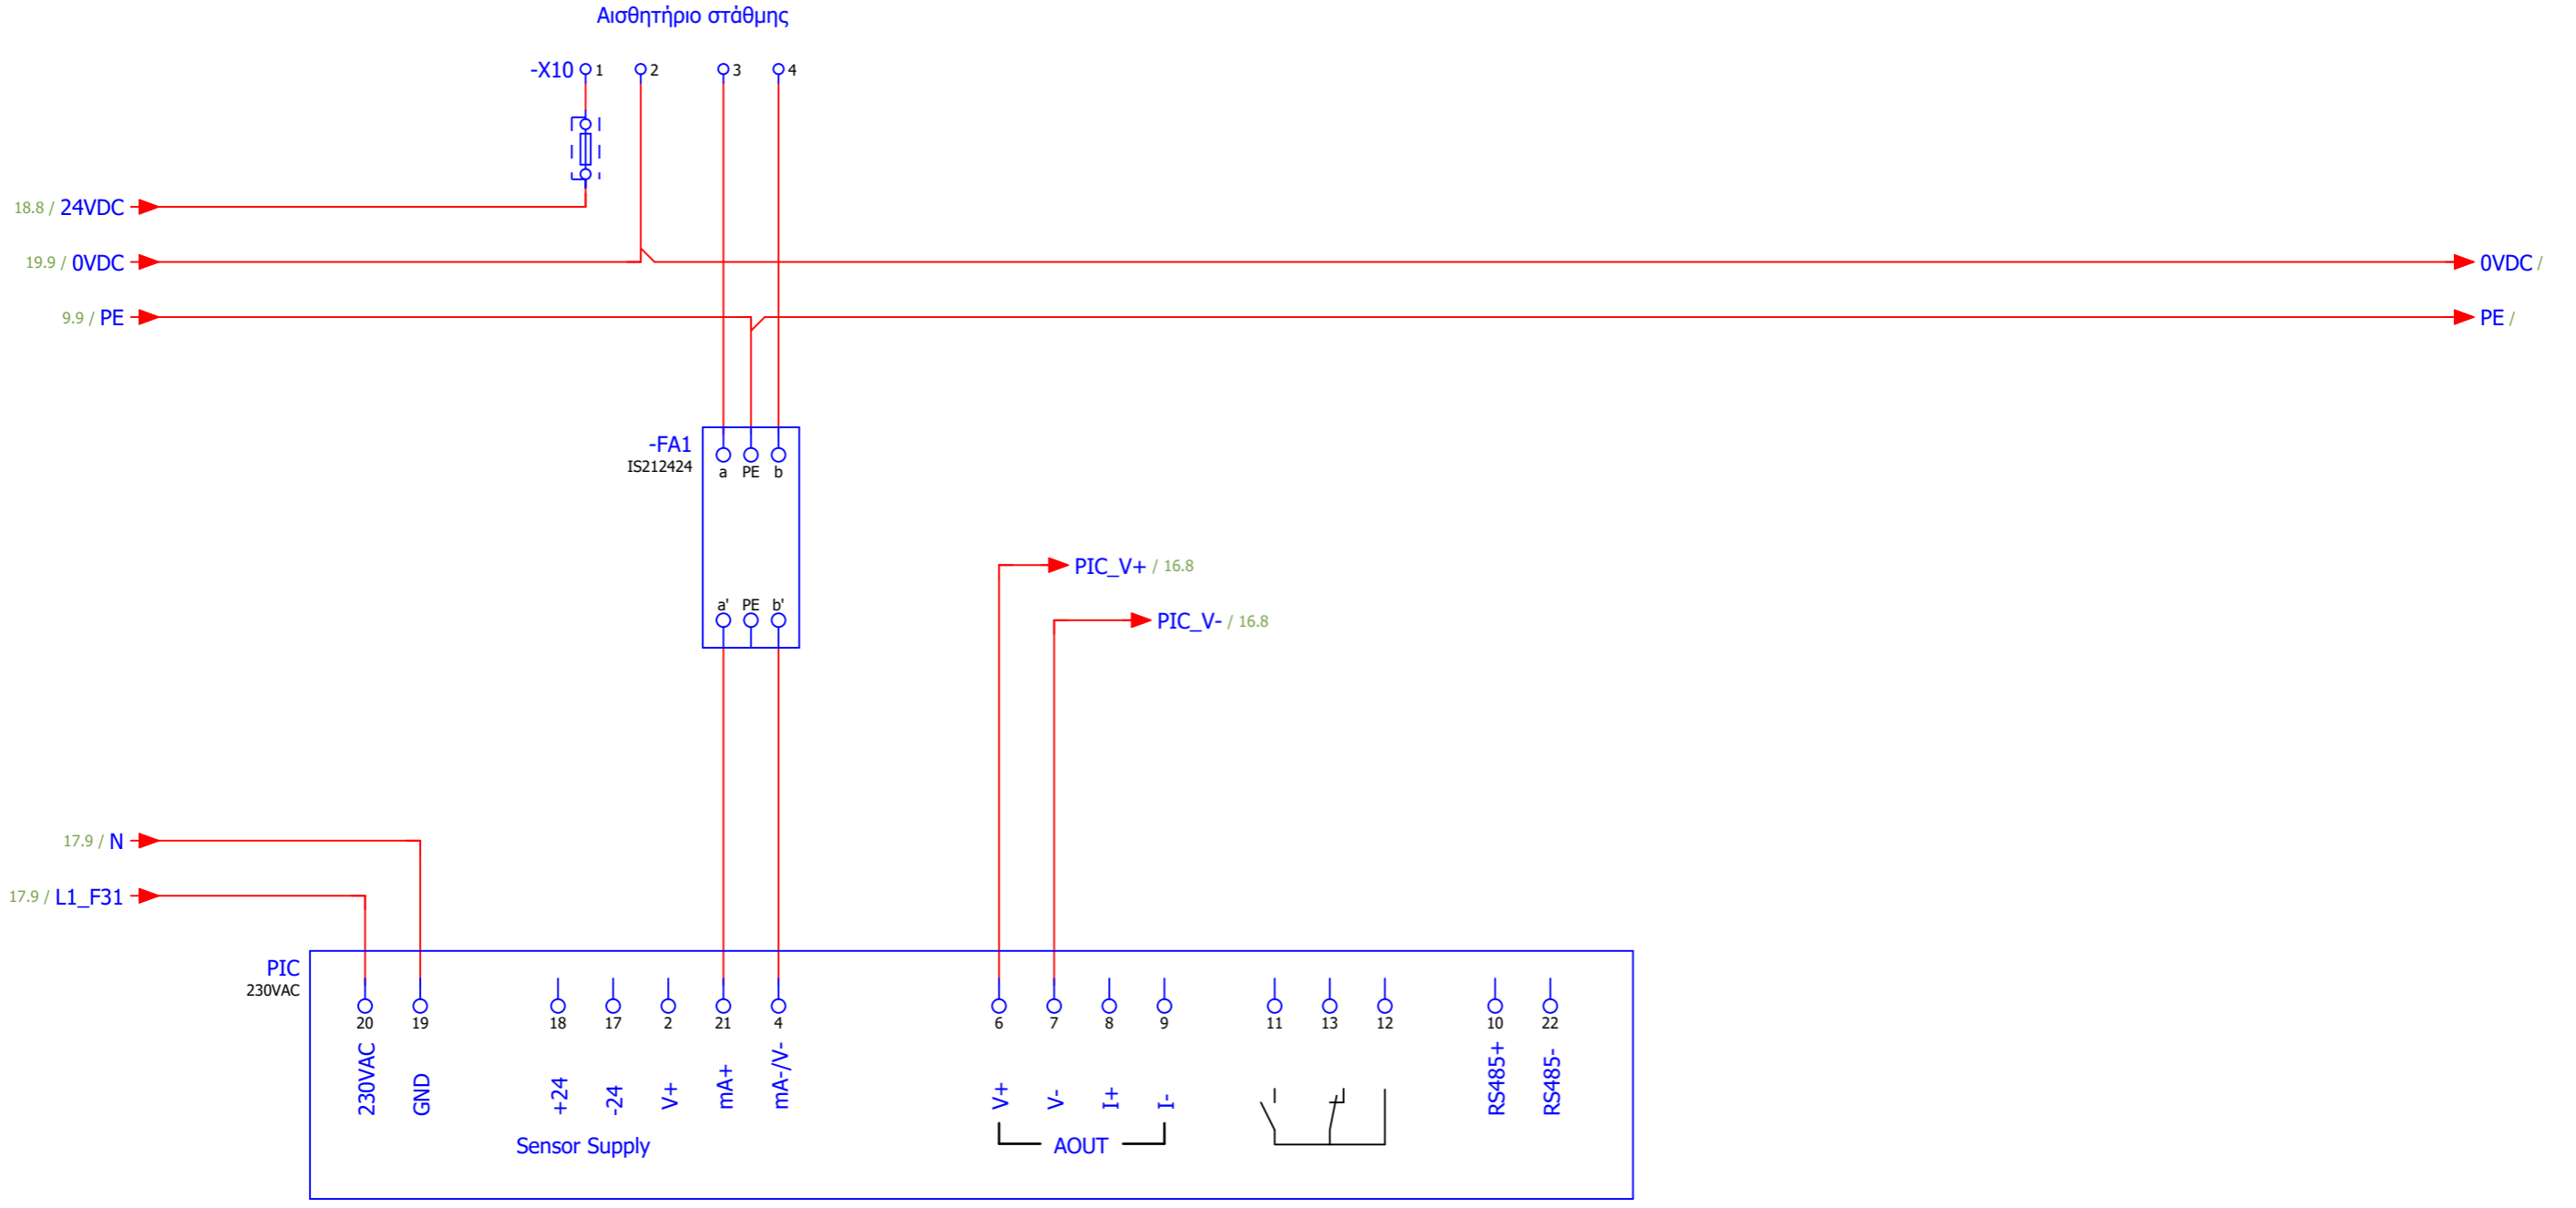 Αισθητήριο στάθμης
-X10 1 2 3 4
18.8 / 24VDC
19.9 / 0VDC 0VDC /
9.9 / PE PE /
-FA1
IS212424
a PE b
a' PE b'
PIC_V+ / 16.8
PIC_V- / 16.8
17.9 / N
17.9 / L1_F31
PIC
230VAC
20 19 18 17 2 21 4 6 7 8 9 11 13 12 10 22
230VAC GND +24 -24 V+ mA+ mA-/V- V+ V- I+ I- RS485+ RS485-
Sensor Supply AOUT